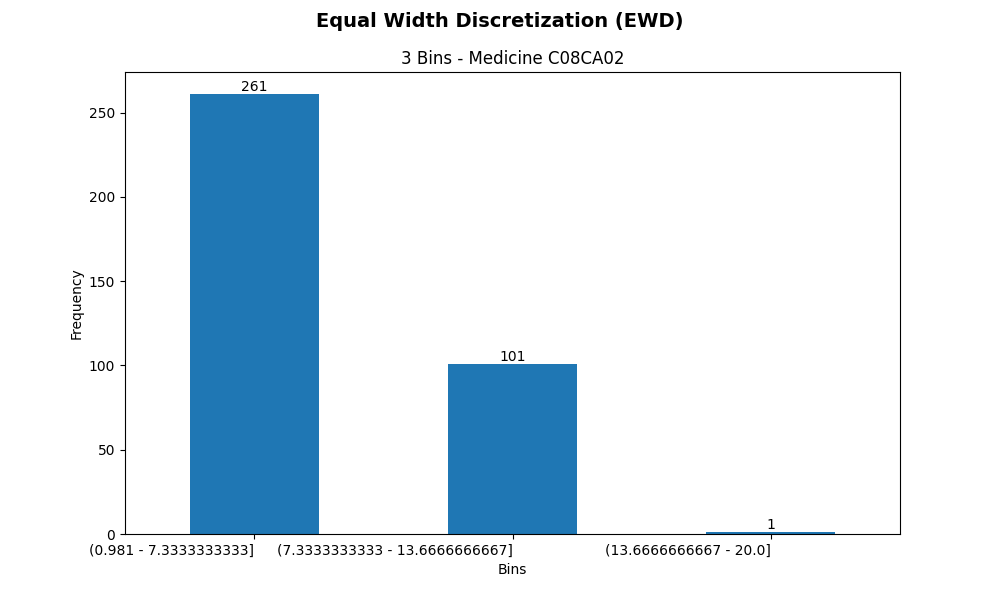 Equal Width Discretization (EWD)
3 Bins - Medicine C08CA02
261
101
1
250
200
150
100
50
0
Frequency
(0.981 - 7.3333333333]
(7.3333333333 - 13.6666666667]
(13.6666666667 - 20.0]
Bins